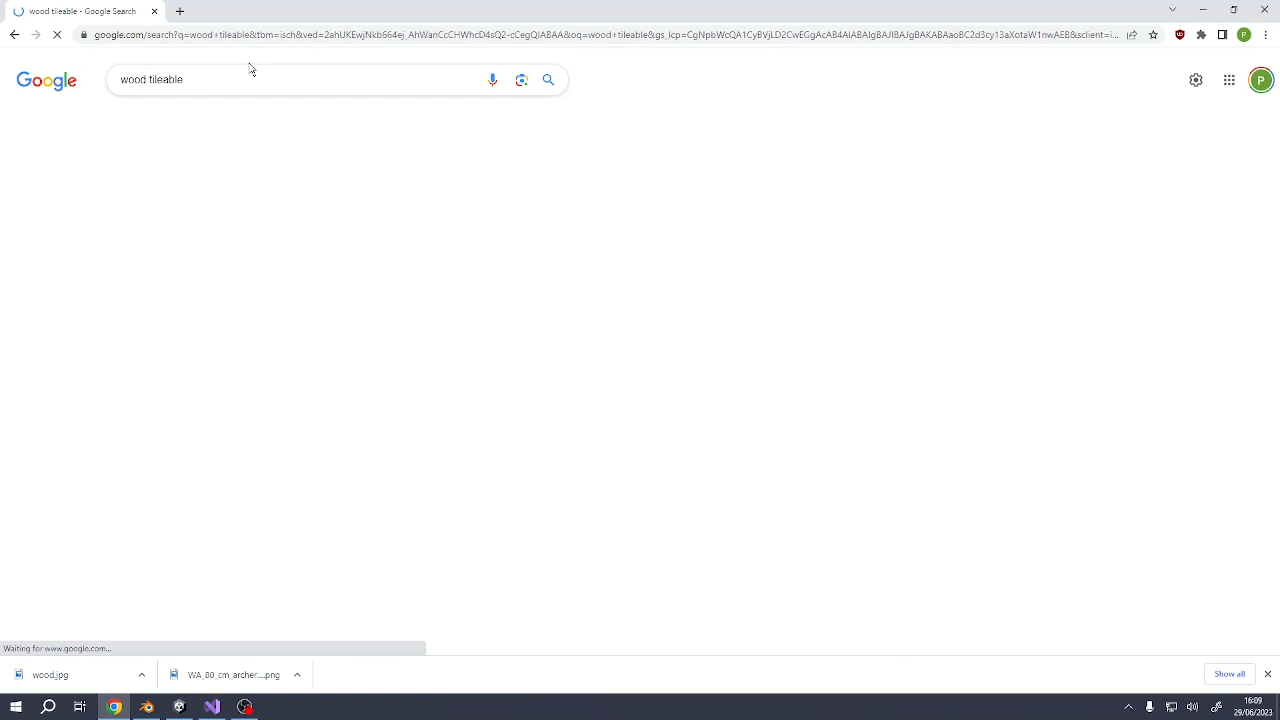 wood tileable - Google Search
google.com/search?q=wood+tileable&tbm=isch&ved=2ahUKEwjNkb664ej_AhWanCcCHWhcD4sQ2-cCegQIABAA&oq=wood+tileable&gs_lcp=CgNpbWcQA1CyBVjLD2CwEGgAcAB4AIABAIgBAJIBAJgBAKABAaoBC2d3cy13aXotaW1nwAEB&sclient=i...
P
Google
wood tileable
P
Waiting for www.google.com...
wood.jpg
WA_80_cm_archer....png
Show all
16:09
29/06/2023